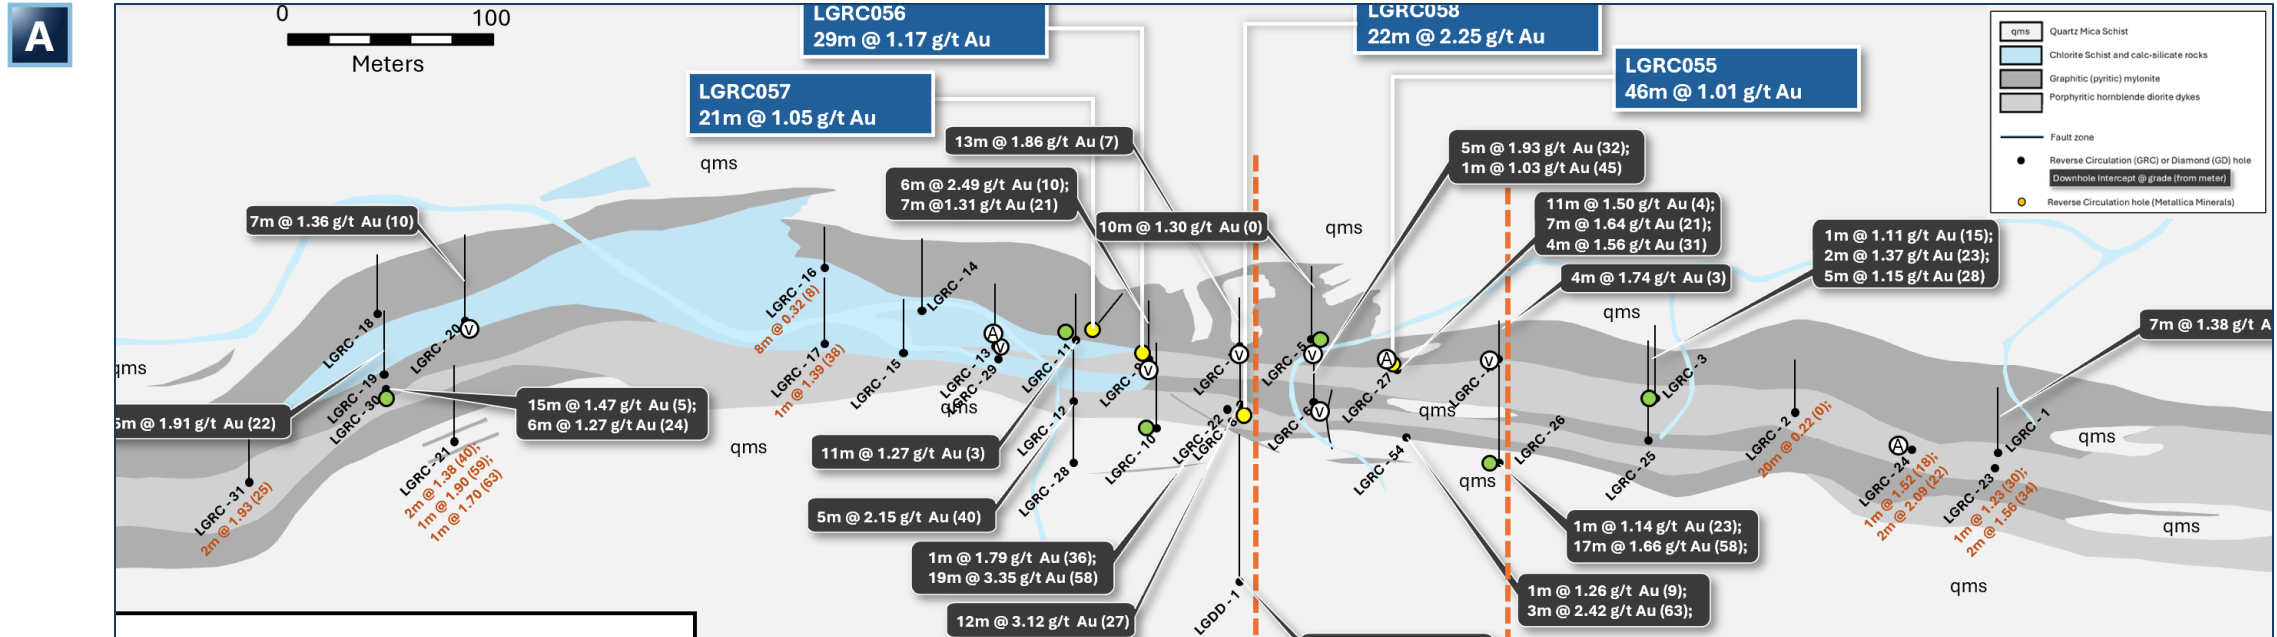 A
0 100
Meters
LGRC056
29m @ 1.17 g/t Au
LGRC058
22m @ 2.25 g/t Au
LGRC055
46m @ 1.01 g/t Au
LGRC057
21m @ 1.05 g/t Au
qms Quartz Mica Schist
Chlorite Schist and calc-silicate rocks
Graphitic (pyritic) mylonite
Porphyritic hornblende diorite dykes
Fault zone
Reverse Circulation (GRC) or Diamond (GD) hole
Downhole Intercept @ grade (from meter)
Reverse Circulation hole (Metallica Minerals)
13m @ 1.86 g/t Au (7)
6m @ 2.49 g/t Au (10);
7m @1.31 g/t Au (21)
10m @ 1.30 g/t Au (0)
5m @ 1.93 g/t Au (32);
1m @ 1.03 g/t Au (45)
11m @ 1.50 g/t Au (4);
7m @ 1.64 g/t Au (21);
4m @ 1.56 g/t Au (31)
4m @ 1.74 g/t Au (3)
1m @ 1.11 g/t Au (15);
2m @ 1.37 g/t Au (23);
5m @ 1.15 g/t Au (28)
7m @ 1.38 g/t A
7m @ 1.36 g/t Au (10)
qms
qms
qms
qms
qms
qms
qms
qms
qms
qms
qms
LGRC - 18
LGRC - 20
V
LGRC - 19
LGRC - 30
5m @ 1.91 g/t Au (22)
15m @ 1.47 g/t Au (5);
6m @ 1.27 g/t Au (24)
LGRC - 31
2m @ 1.93 (25)
LGRC - 21
2m @ 1.38 (40);
1m @ 1.90 (59);
1m @ 1.70 (63)
LGRC - 16
8m @ 0.32 (8)
LGRC - 17
1m @ 1.39 (38)
LGRC - 14
LGRC - 15
A
V
LGRC - 13
LGRC - 29
LGRC - 11
LGRC - 12
LGRC - 28
V
LGRC - 10
V
LGRC - 22
LGRC - 5
V
LGRC - 6
V
A
LGRC - 27
V
LGRC - 26
LGRC - 54
LGRC - 3
LGRC - 25
LGRC - 2
20m @ 0.22 (0);
A
LGRC - 24
1m @ 1.52 (18);
LGRC - 1
LGRC - 23
1m @ 1.23 (30);
2m @ 1.56 (34)
11m @ 1.27 g/t Au (3)
5m @ 2.15 g/t Au (40)
1m @ 1.79 g/t Au (36);
19m @ 3.35 g/t Au (58)
12m @ 3.12 g/t Au (27)
LGDD - 1
1m @ 1.14 g/t Au (23);
17m @ 1.66 g/t Au (58);
1m @ 1.26 g/t Au (9);
3m @ 2.42 g/t Au (63);